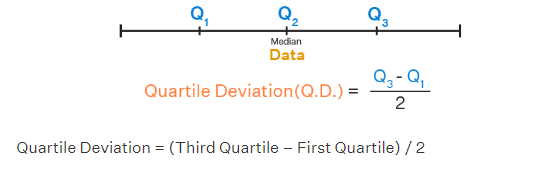 Q₁ Q₂ Q₃
Median
Data
Quartile Deviation(Q.D.) = Q₃ - Q₁ / 2
Quartile Deviation = (Third Quartile – First Quartile) / 2